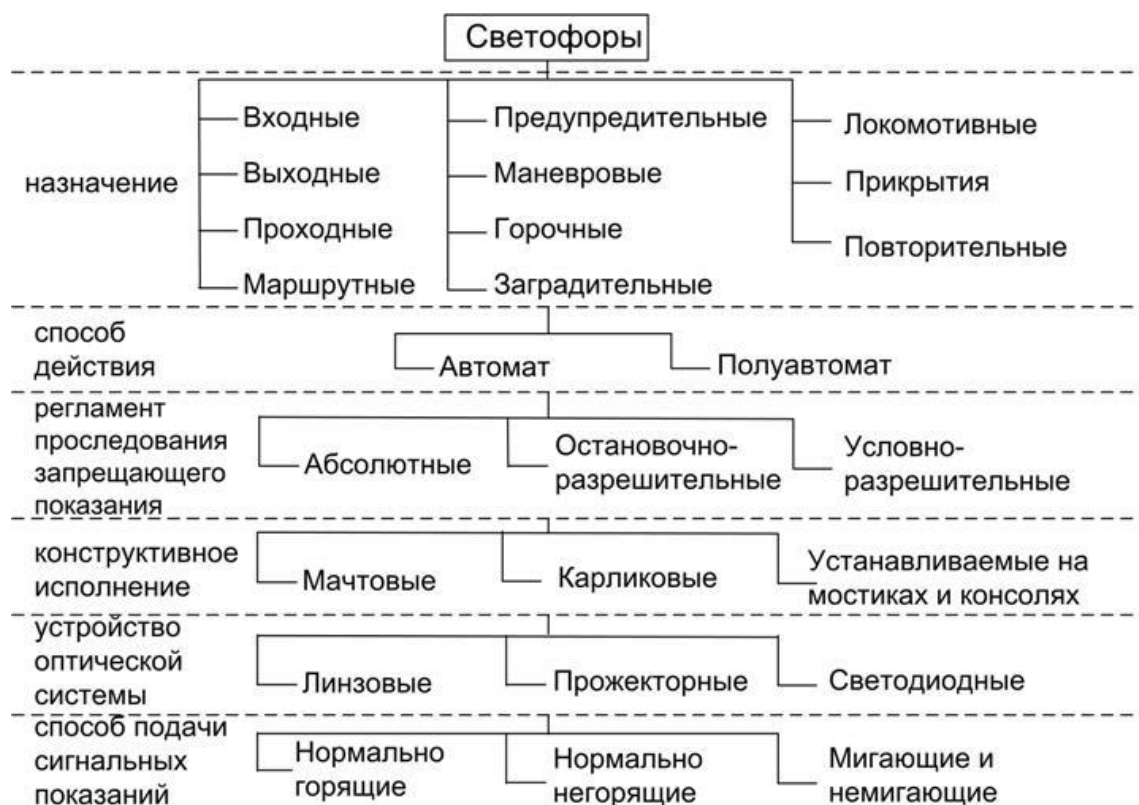 Светофоры
назначение
Входные
Выходные
Проходные
Маршрутные
Предупредительные
Маневровые
Горочные
Заградительные
Локомотивные
Прикрытия
Повторительные
способ
действия
Автомат
Полуавтомат
регламент
проследования
запрещающего
показания
Абсолютные
Остановочно-
разрешительные
Условно-
разрешительные
конструктивное
исполнение
Мачтовые
Карликовые
Устанавливаемые на
мостиках и консолях
устройство
оптической
системы
Линзовые
Прожекторные
Светодиодные
способ подачи
сигнальных
показаний
Нормально
горящие
Нормально
негорящие
Мигающие и
немигающие